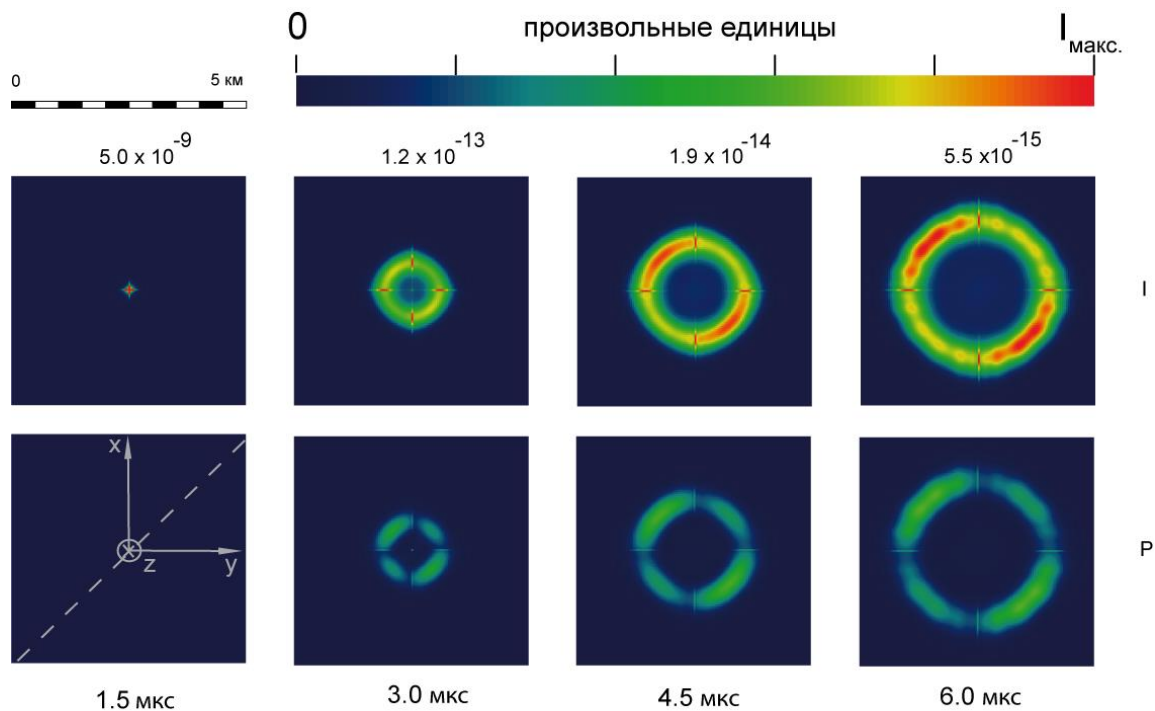 0 произвольные единицы Iмакс.
0 5 км
5.0 x 10-9 1.2 x 10-13 1.9 x 10-14 5.5 x10-15
I
x
z y
P
1.5 мкс 3.0 мкс 4.5 мкс 6.0 мкс